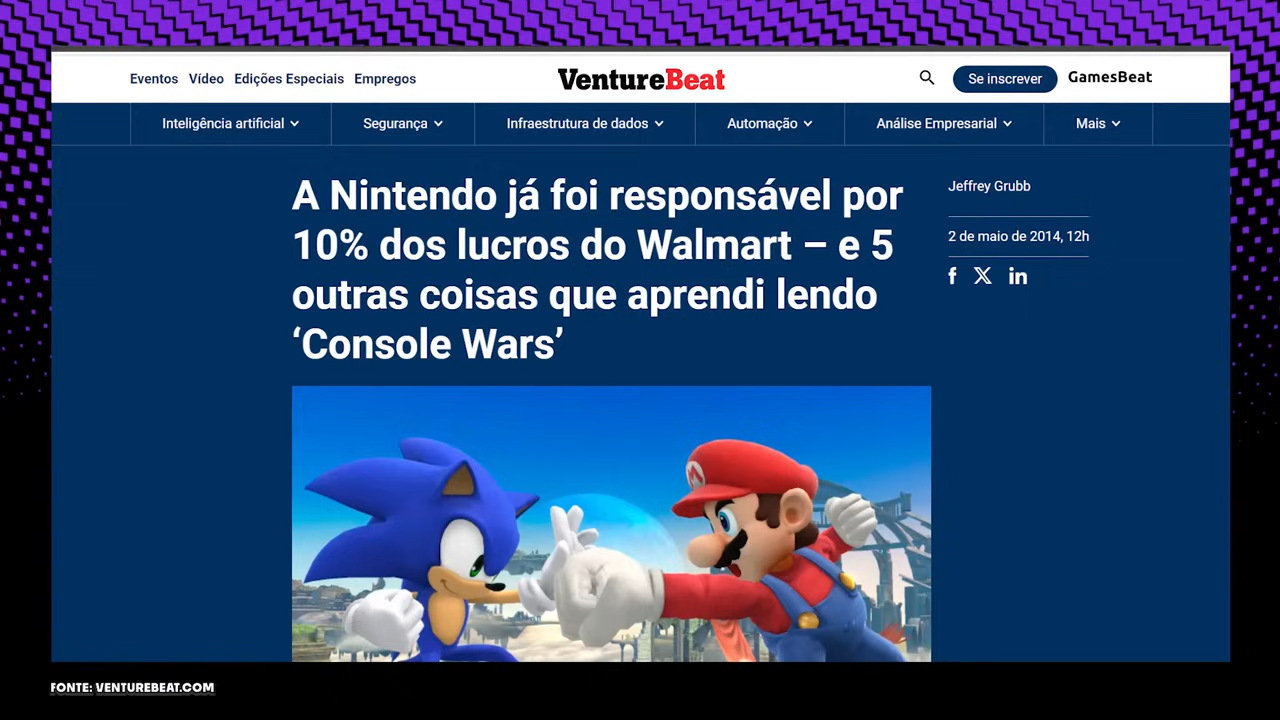 Eventos Vídeo Edições Especiais Empregos
VentureBeat
Se inscrever
GamesBeat
Inteligência artificial
Segurança
Infraestrutura de dados
Automação
Análise Empresarial
Mais
A Nintendo já foi responsável por
10% dos lucros do Walmart – e 5
outras coisas que aprendi lendo
‘Console Wars’
Jeffrey Grubb
2 de maio de 2014, 12h
M
FONTE: VENTUREBEAT.COM